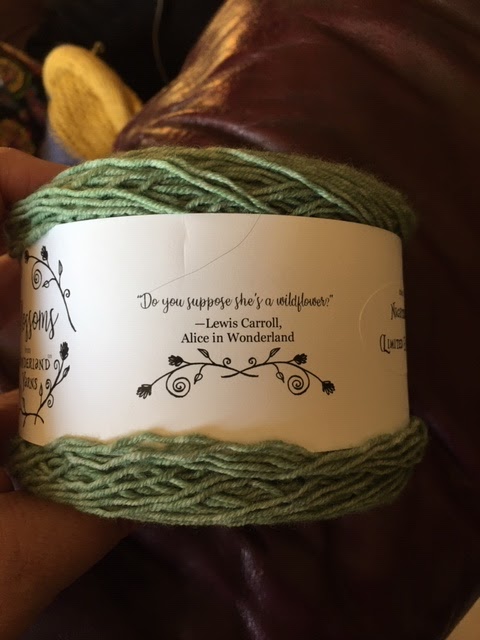 “Do you suppose she's a wildflower?”
—Lewis Carroll,
Alice in Wonderland
(Limited